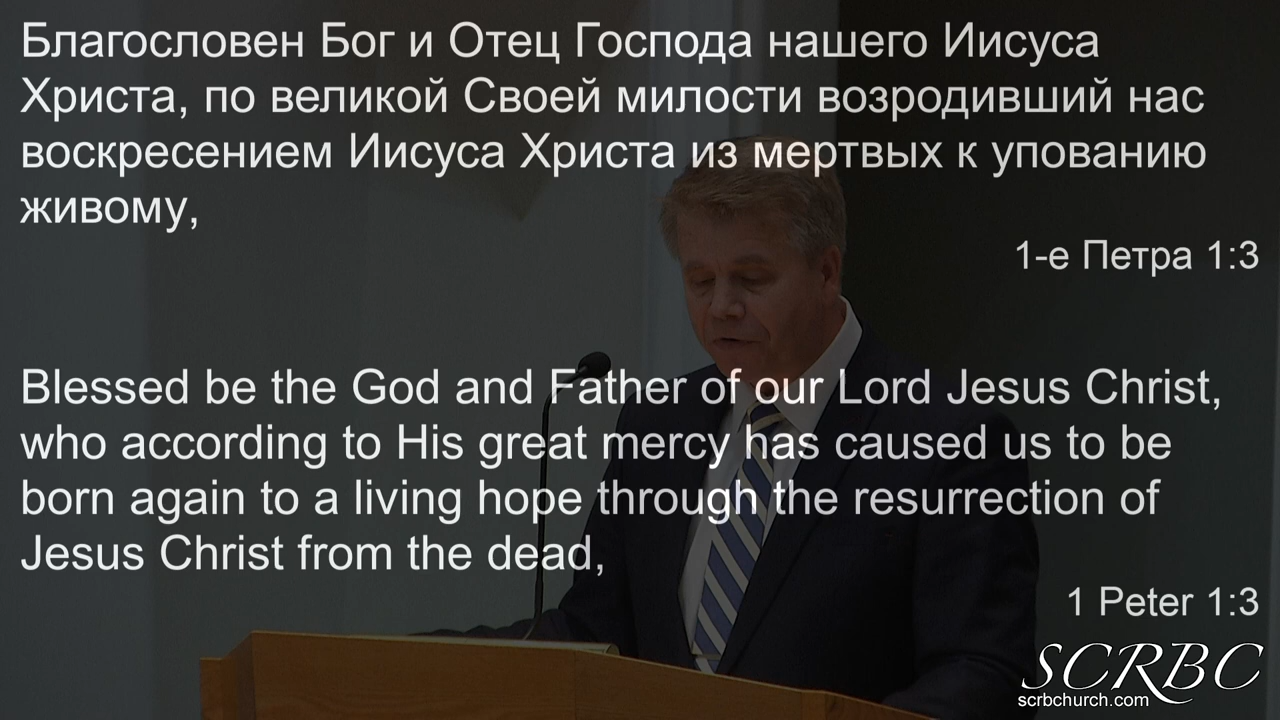 Благословен Бог и Отец Господа нашего Иисуса
Христа, по великой Своей милости возродивший нас
воскресением Иисуса Христа из мертвых к упованию
живому,
1-е Петра 1:3
Blessed be the God and Father of our Lord Jesus Christ,
who according to His great mercy has caused us to be
born again to a living hope through the resurrection of
Jesus Christ from the dead,
1 Peter 1:3
SCRBC
scrbchurch.com